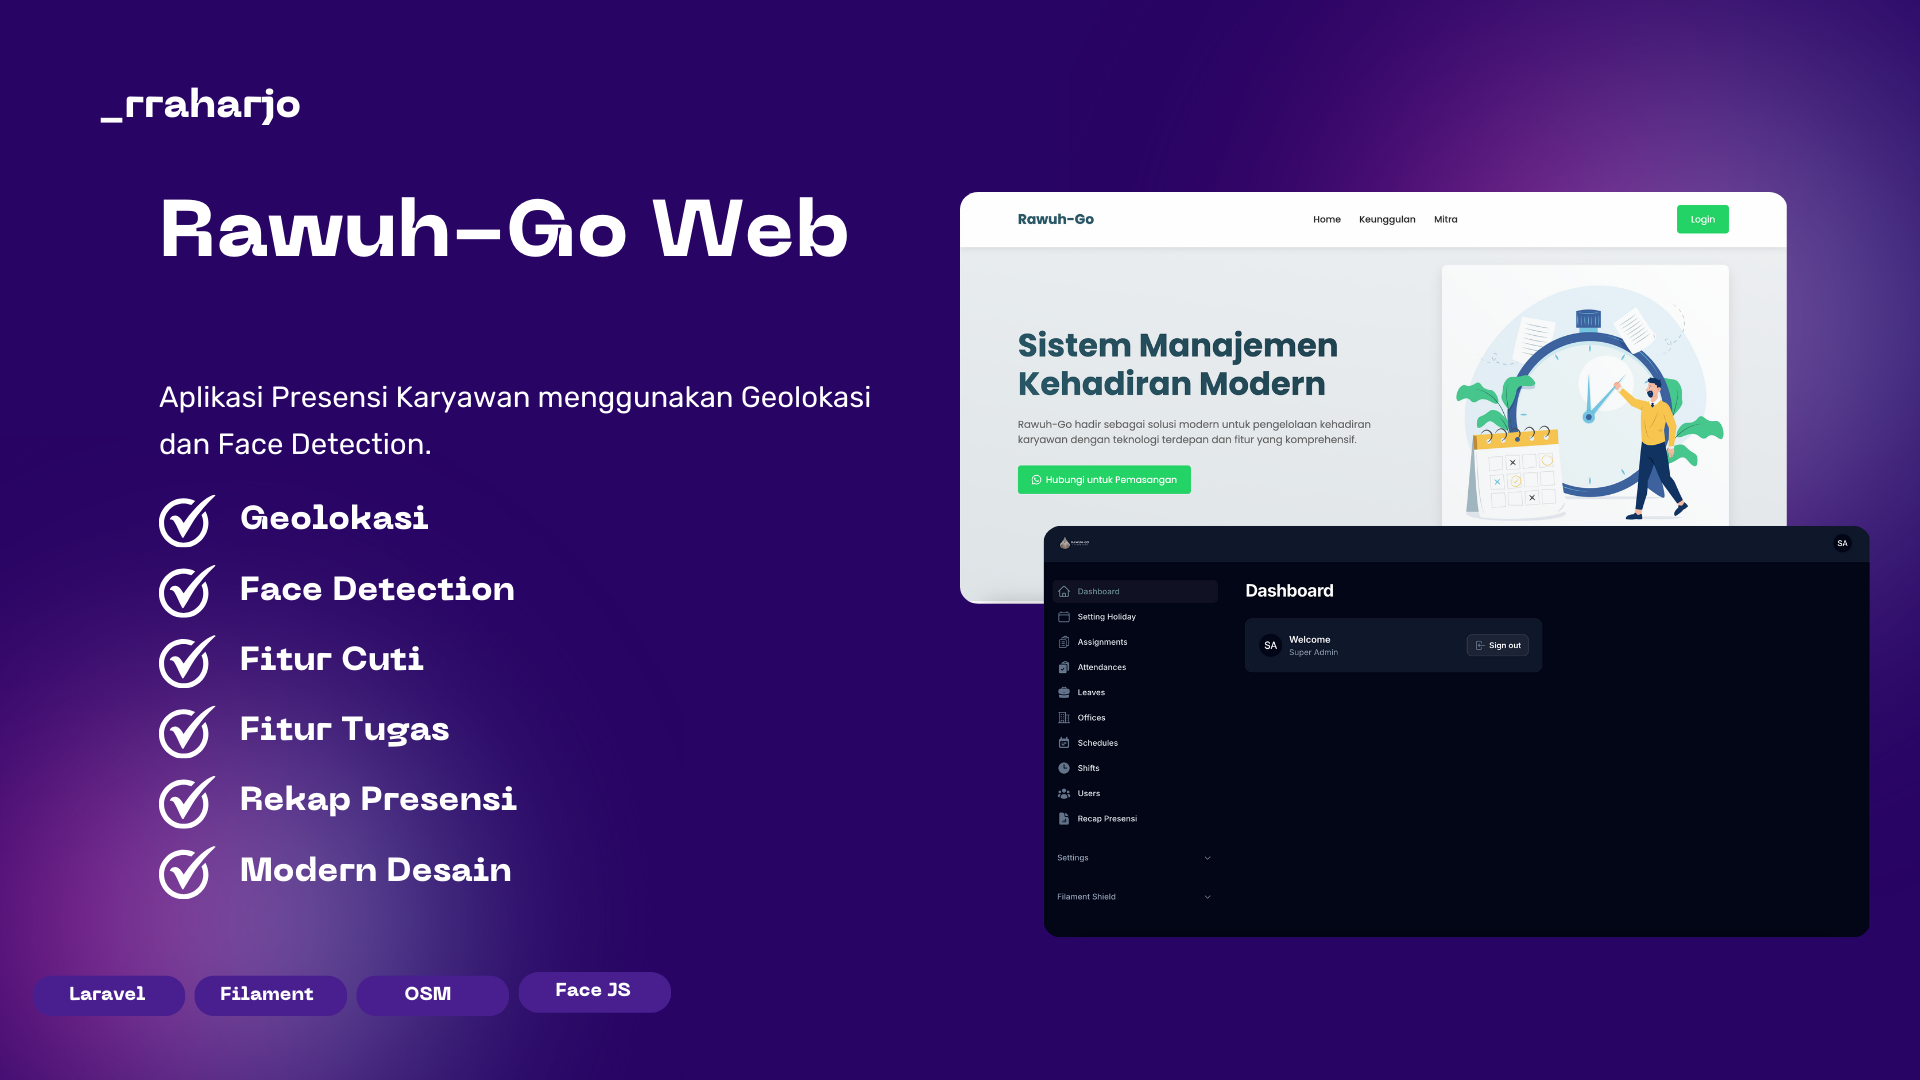 _rraharjo
Rawuh-Go Web
Aplikasi Presensi Karyawan menggunakan Geolokasi
dan Face Detection.
Geolokasi
Face Detection
Fitur Cuti
Fitur Tugas
Rekap Presensi
Modern Desain
Laravel
Filament
OSM
Face JS
Rawuh-Go
Home
Keunggulan
Mitra
Login
Sistem Manajemen
Kehadiran Modern
Rawuh-Go hadir sebagai solusi modern untuk pengelolaan kehadiran
karyawan dengan teknologi terdepan dan fitur yang komprehensif.
Hubungi untuk Pemasangan
SA
Dashboard
Setting Holiday
Assignments
Attendances
Leaves
Offices
Schedules
Shifts
Users
Recap Presensi
Settings
Filament Shield
Dashboard
SA
Welcome
Super Admin
Sign out